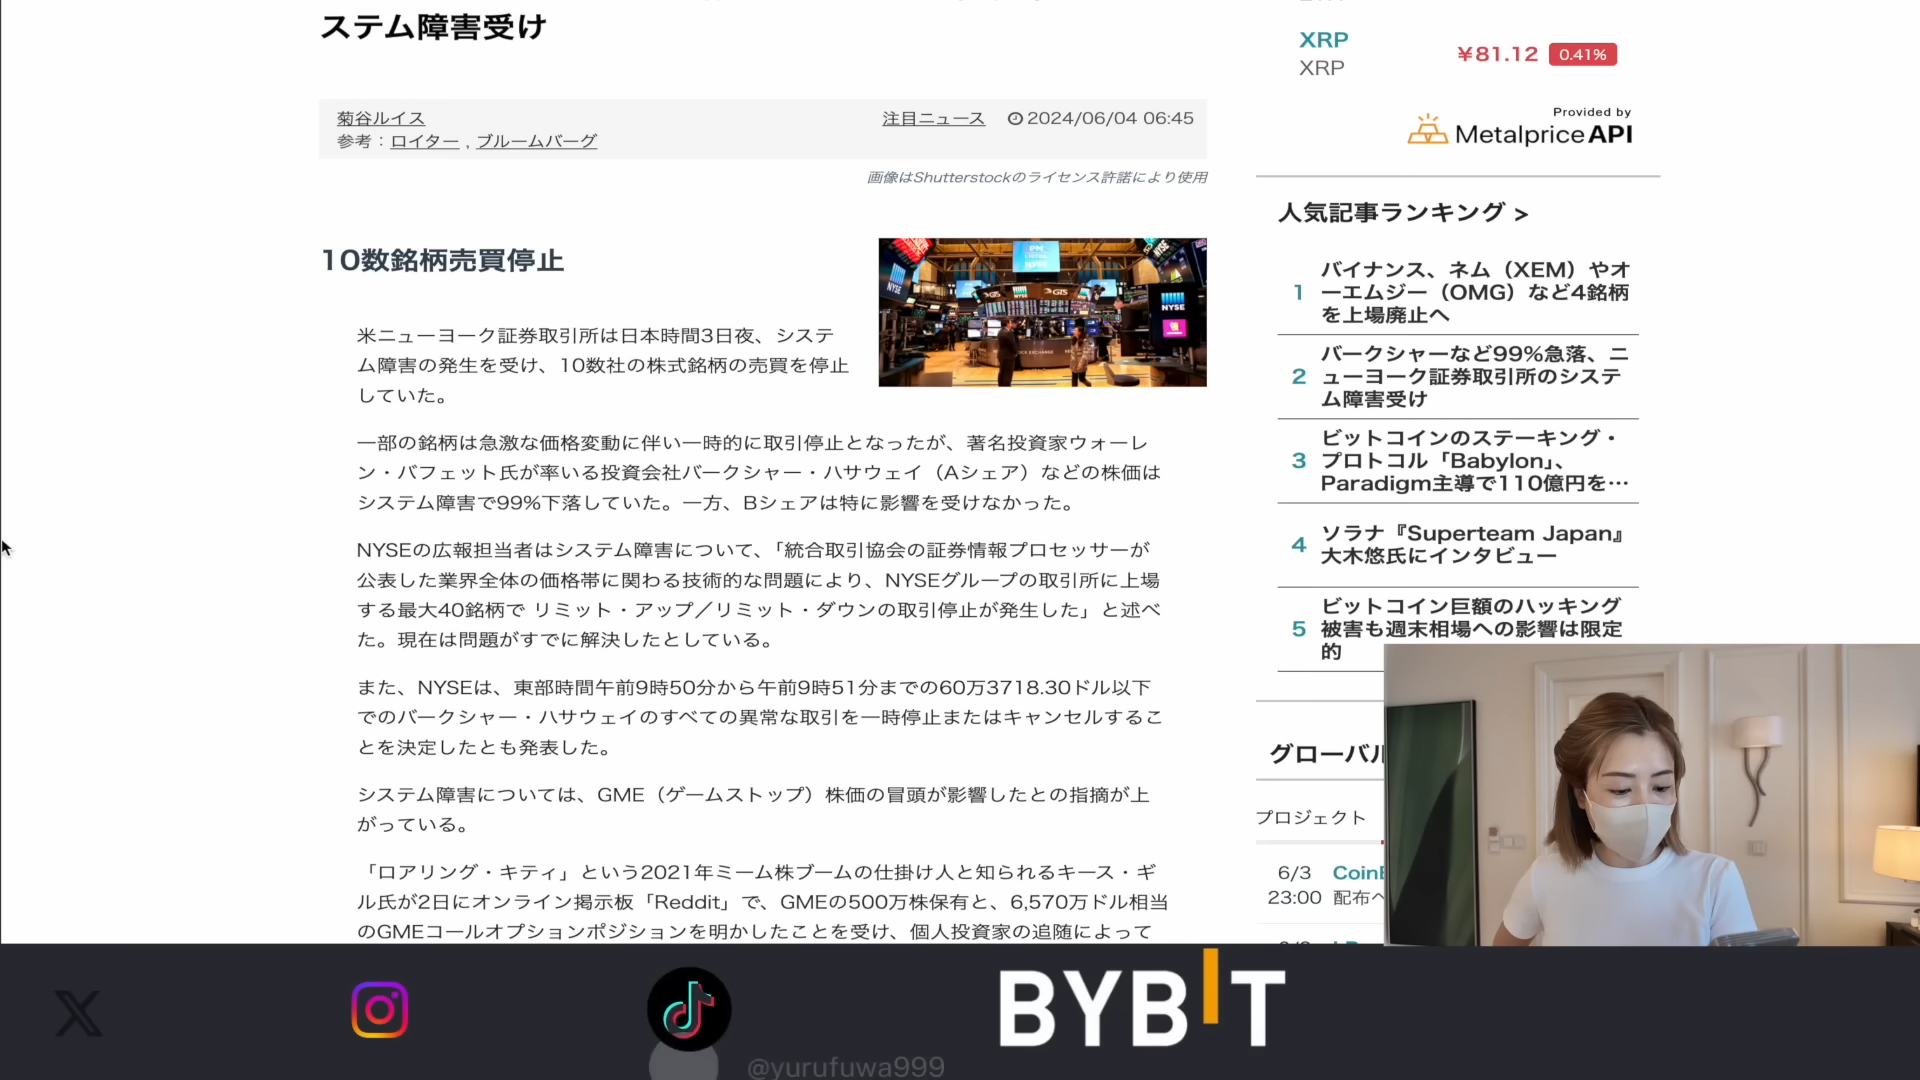 ステム障害受け
菊谷ルイス
参考：ロイター , ブルームバーグ
注目ニュース 2024/06/04 06:45
画像はShutterstockのライセンス許諾により使用
10数銘柄売買停止
米ニューヨーク証券取引所は日本時間3日夜、システ
ム障害の発生を受け、10数社の株式銘柄の売買を停止
していた。
一部の銘柄は急激な価格変動に伴い一時的に取引停止となったが、著名投資家ウォーレ
ン・バフェット氏が率いる投資会社バークシャー・ハサウェイ（Aシェア）などの株価は
システム障害で99%下落していた。一方、Bシェアは特に影響を受けなかった。
NYSEの広報担当者はシステム障害について、「統合取引協会の証券情報プロセッサーが
公表した業界全体の価格帯に関わる技術的な問題により、NYSEグループの取引所に上場
する最大40銘柄で リミット・アップ／リミット・ダウンの取引停止が発生した」と述べ
た。現在は問題がすでに解決したとしている。
また、NYSEは、東部時間午前9時50分から午前9時51分までの60万3718.30ドル以下
でのバークシャー・ハサウェイのすべての異常な取引を一時停止またはキャンセルするこ
とを決定したとも発表した。
システム障害については、GME（ゲームストップ）株価の冒頭が影響したとの指摘が上
がっている。
「ロアリング・キティ」という2021年ミーム株ブームの仕掛け人と知られるキース・ギ
ル氏が2日にオンライン掲示板「Reddit」で、GMEの500万株保有と、6,570万ドル相当
のGMEコールオプションポジションを明かしたことを受け、個人投資家の追随によって
XRP
XRP
¥81.12 0.41%
Provided by
MetalpriceAPI
人気記事ランキング >
1
バイナンス、ネム（XEM）やオ
ーエムジー（OMG）など4銘柄
を上場廃止へ
2
バークシャーなど99%急落、ニ
ューヨーク証券取引所のシステ
ム障害受け
3
ビットコインのステーキング・
プロトコル「Babylon」、
Paradigm主導で110億円を…
4
ソラナ『Superteam Japan』
大木悠氏にインタビュー
5
ビットコイン巨額のハッキング
被害も週末相場への影響は限定
的
グローバル
プロジェクト
6/3
23:00
Coin
配布へ
NYSE
NYSE
BYBIT
@yurufuwa999